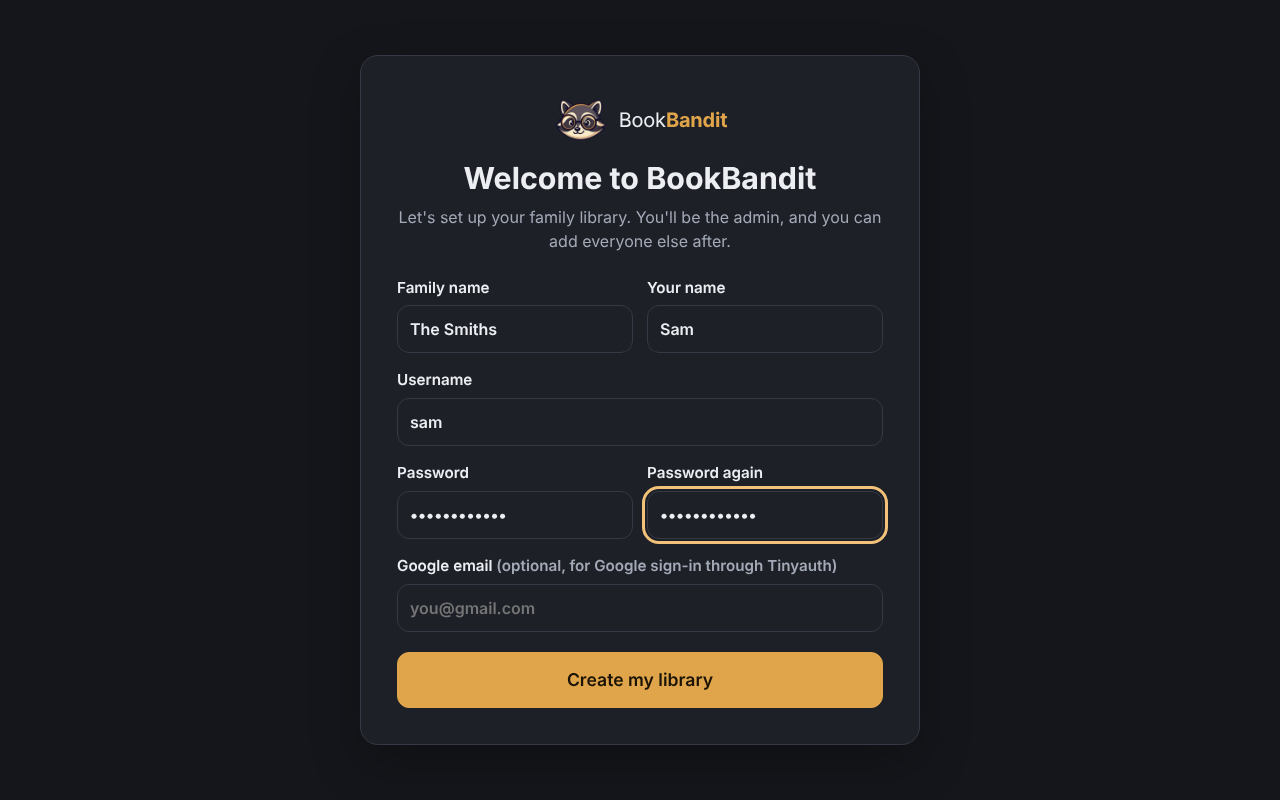 BookBandit
Welcome to BookBandit
Let's set up your family library. You'll be the admin, and you can
add everyone else after.
Family name
Your name
The Smiths
Sam
Username
sam
Password
Password again
••••••••••••
••••••••••••
Google email (optional, for Google sign-in through Tinyauth)
you@gmail.com
Create my library